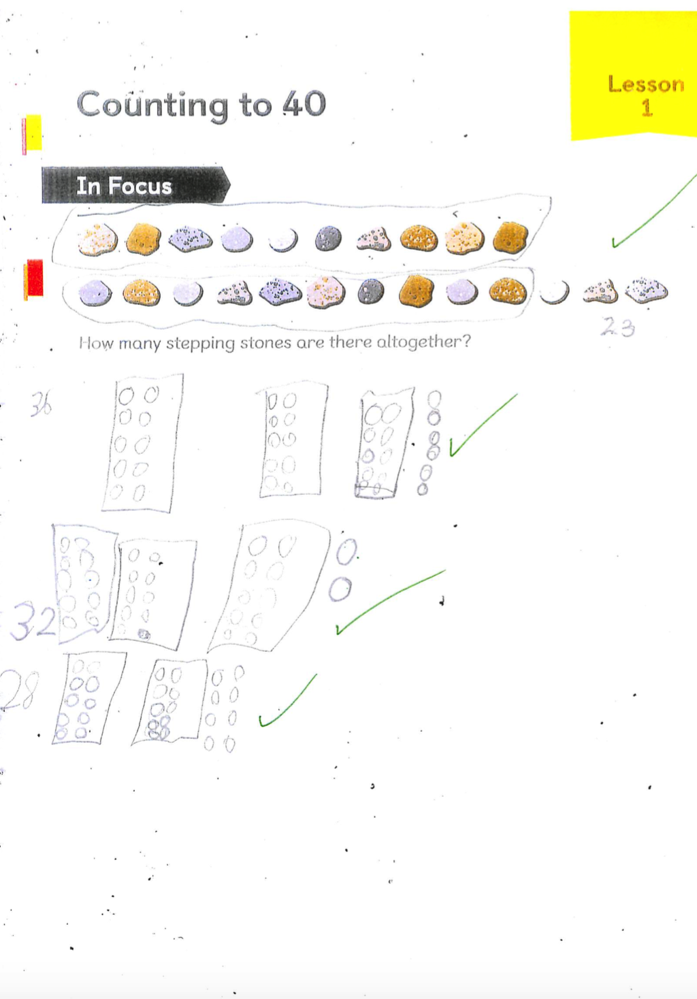 Lesson
1
Counting to 40
In Focus
23
How many stepping stones are there altogether?
36
32
28